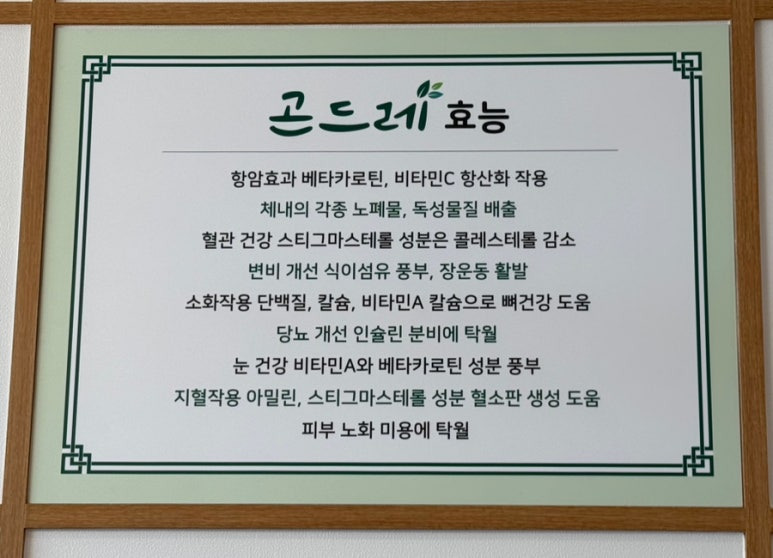 곤드레 효능
항암효과 베타카로틴, 비타민C 항산화 작용
체내의 각종 노폐물, 독성물질 배출
혈관 건강 스티그마스테롤 성분은 콜레스테롤 감소
변비 개선 식이섬유 풍부, 장운동 활발
소화작용 단백질, 칼슘, 비타민A 칼슘으로 뼈건강 도움
당뇨 개선 인슐린 분비에 탁월
눈 건강 비타민A와 베타카로틴 성분 풍부
지혈작용 아밀린, 스티그마스테롤 성분 혈소판 생성 도움
피부 노화 미용에 탁월